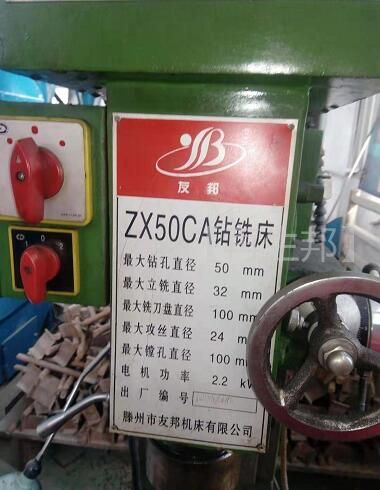 友邦
ZX50CA钻铣床
最大钻孔直径 50 mm
最大立铣直径 32 mm
最大铣刀盘直径 100 mm
最大攻丝直径 24 m
最大镗孔直径 100 mm
电机功率 2.2 kW
出厂编号
滕州市友邦机床有限公司